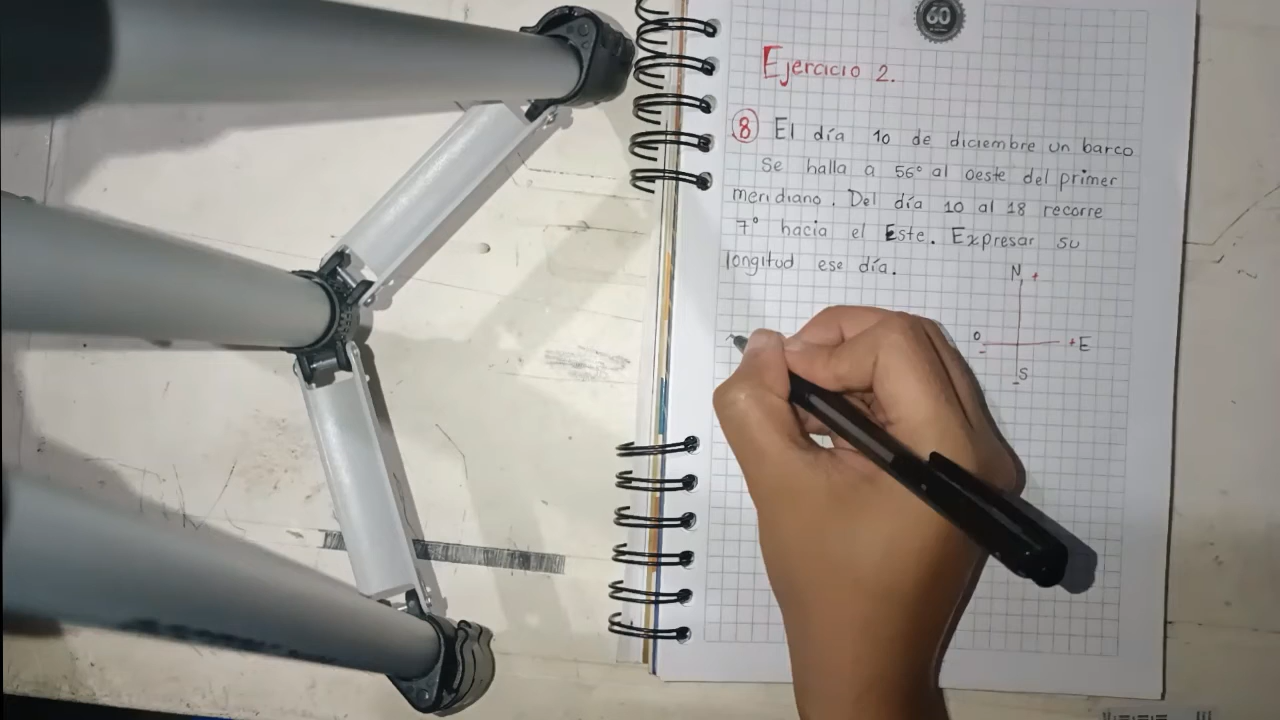 60
Ejercicio 2.
8 El día 10 de diciembre un barco
se halla a 56° al oeste del primer
meridiano. Del día 10 al 18 recorre
7° hacia el Este. Expresar su
longitud ese día.
N +
O - + E
- S